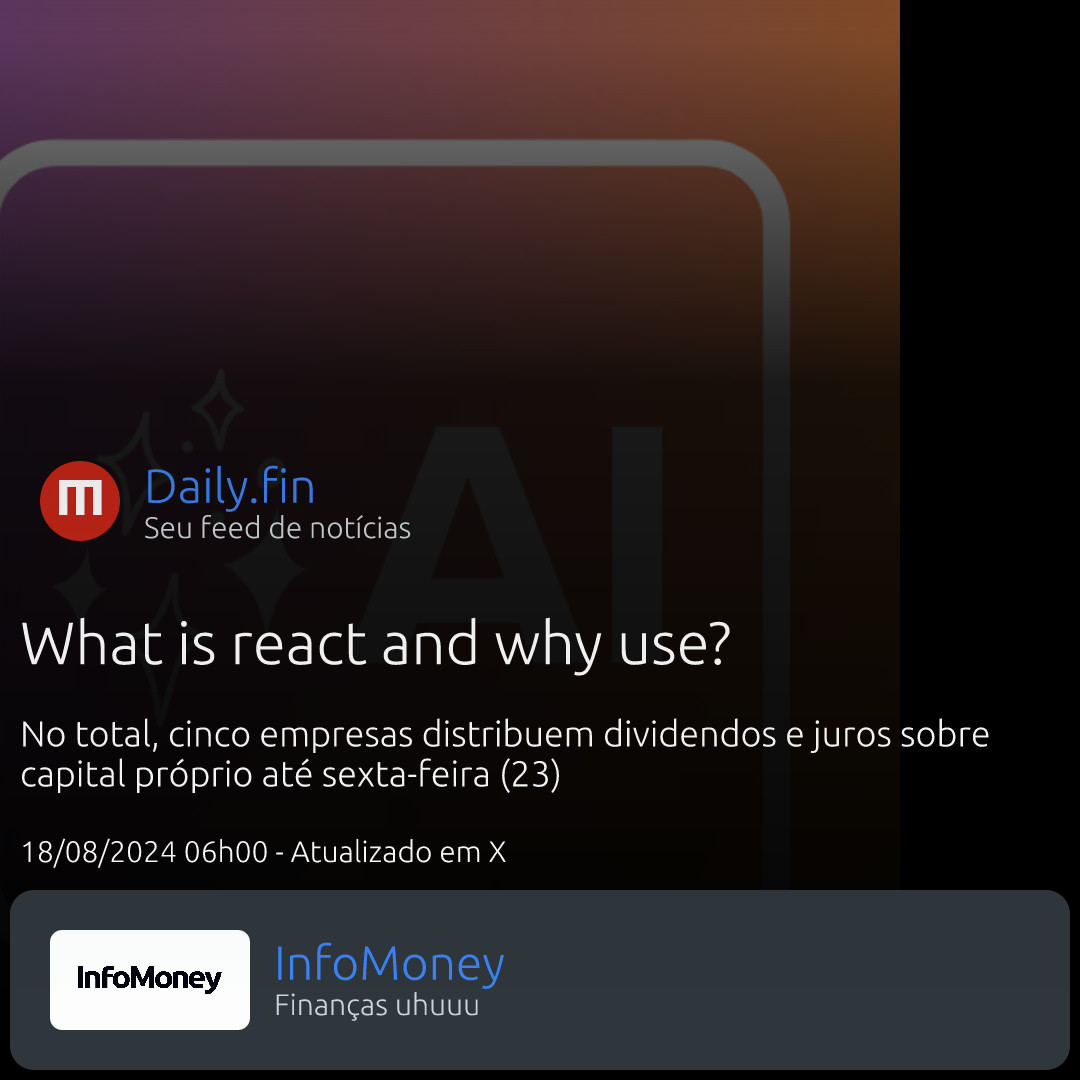 AI
m
Daily.fin
Seu feed de notícias
What is react and why use?
No total, cinco empresas distribuem dividendos e juros sobre
capital próprio até sexta-feira (23)
18/08/2024 06h00 - Atualizado em X
InfoMoney
InfoMoney
Finanças uhuuu